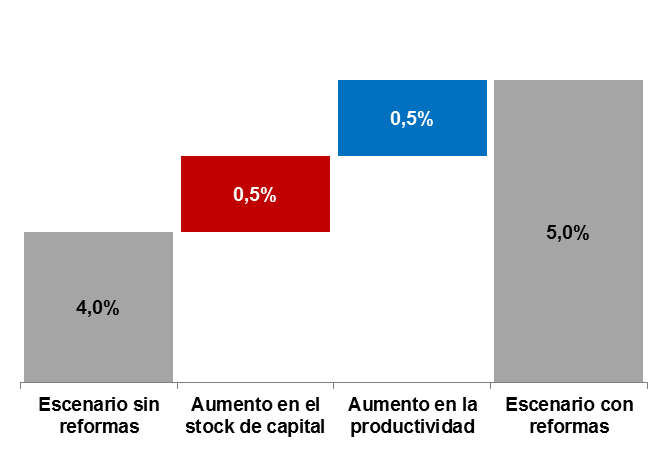 0,5%
0,5%
5,0%
4,0%
Escenario sin
reformas
Aumento en el
stock de capital
Aumento en la
productividad
Escenario con
reformas